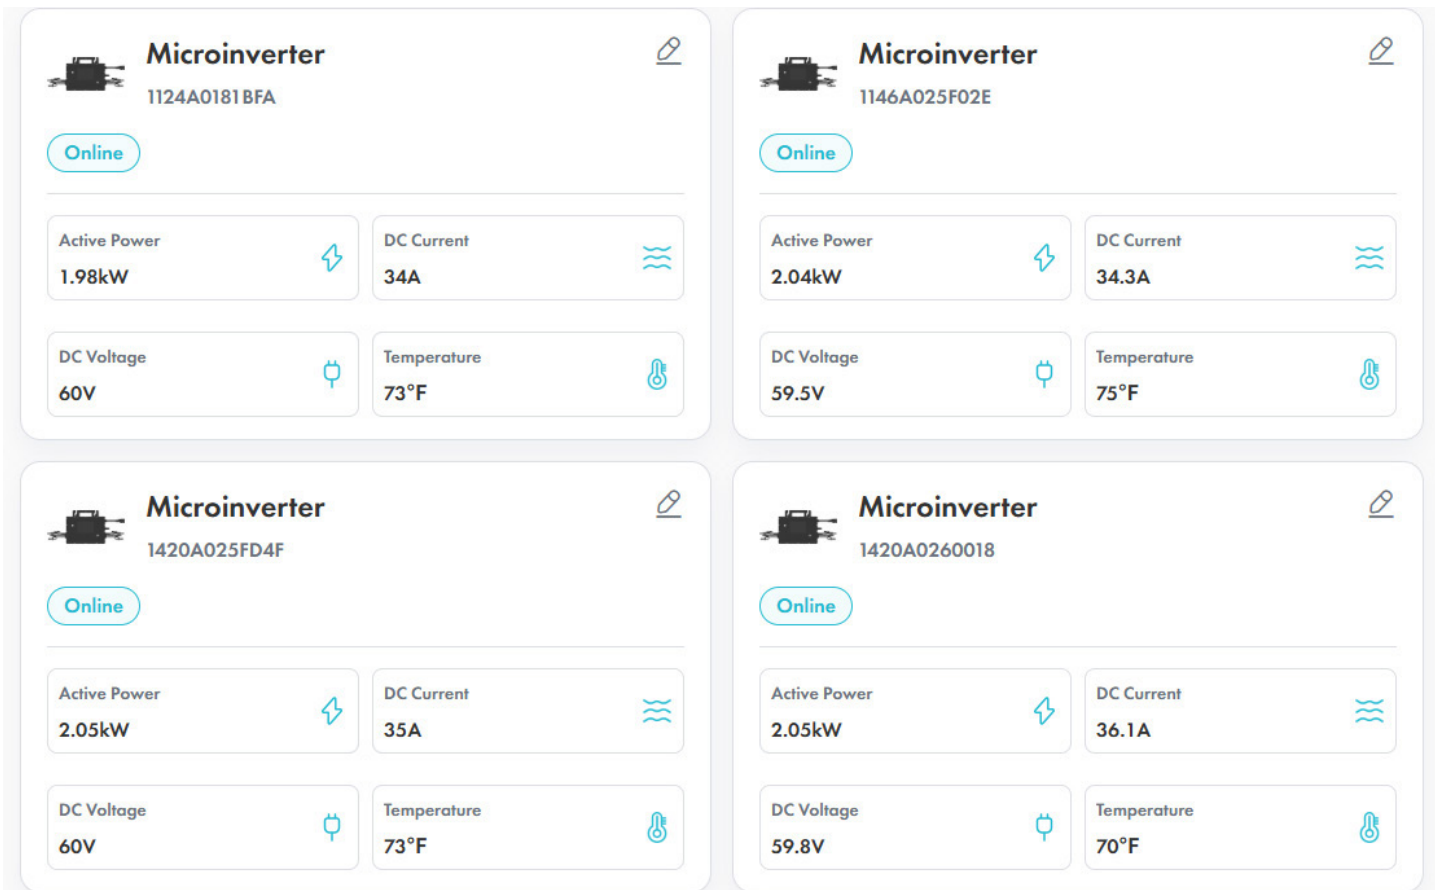 Microinverter
1124A0181BFA
Online
Active Power
1.98kW
DC Current
34A
DC Voltage
60V
Temperature
73°F
Microinverter
1146A025F02E
Online
Active Power
2.04kW
DC Current
34.3A
DC Voltage
59.5V
Temperature
75°F
Microinverter
1420A025FD4F
Online
Active Power
2.05kW
DC Current
35A
DC Voltage
60V
Temperature
73°F
Microinverter
1420A0260018
Online
Active Power
2.05kW
DC Current
36.1A
DC Voltage
59.8V
Temperature
70°F